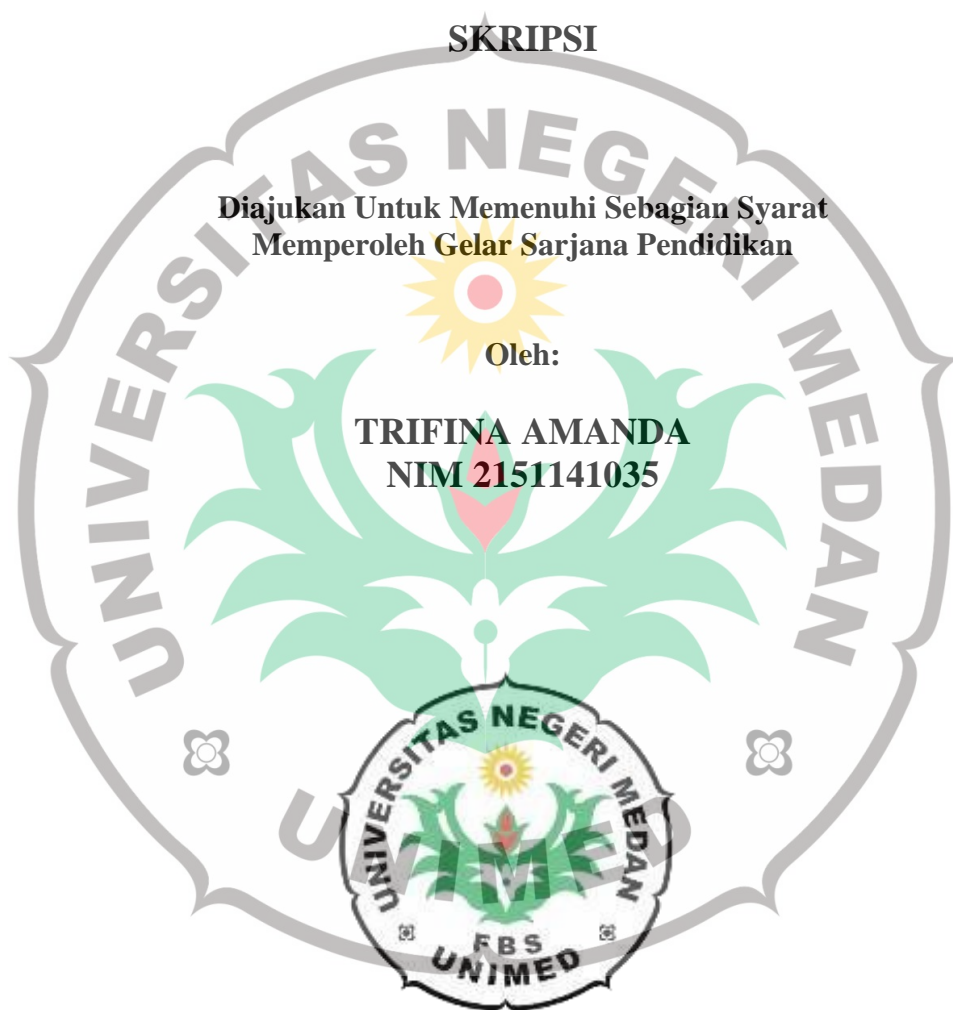 SKRIPSI
UNIVERSITAS NEGERI MEDAN
Diajukan Untuk Memenuhi Sebagian Syarat
Memperoleh Gelar Sarjana Pendidikan
Oleh:
TRIFINA AMANDA
NIM 2151141035
UNIMED
UNIVERSITAS NEGERI MEDAN
FBS
UNIMED